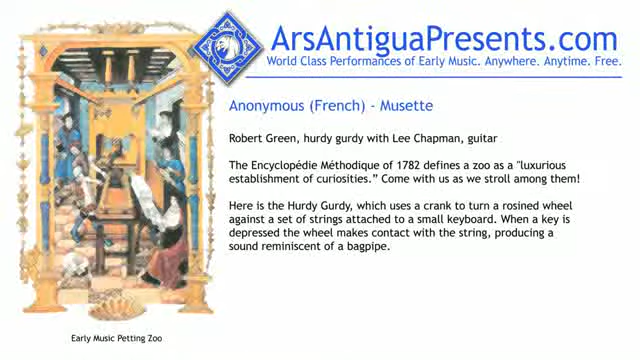 ArsAntiguaPresents.com
World Class Performances of Early Music. Anywhere. Anytime. Free.
Anonymous (French) - Musette
Robert Green, hurdy gurdy with Lee Chapman, guitar
The Encyclopédie Méthodique of 1782 defines a zoo as a "luxurious
establishment of curiosities.” Come with us as we stroll among them!
Here is the Hurdy Gurdy, which uses a crank to turn a rosined wheel
against a set of strings attached to a small keyboard. When a key is
depressed the wheel makes contact with the string, producing a
sound reminiscent of a bagpipe.
Early Music Petting Zoo